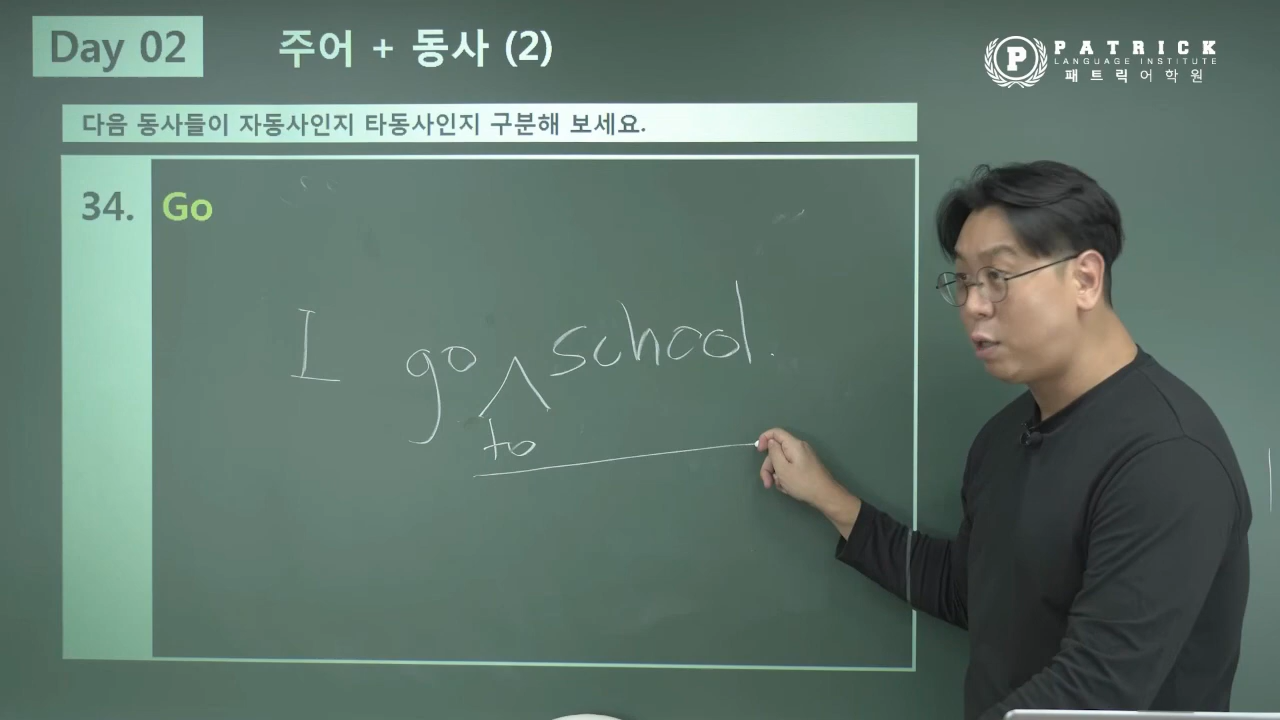 Day 02
주어 + 동사 (2)
P
PATRICK
LANGUAGE INSTITUTE
패트릭어학원
다음 동사들이 자동사인지 타동사인지 구분해 보세요.
34. Go
I go school.
to